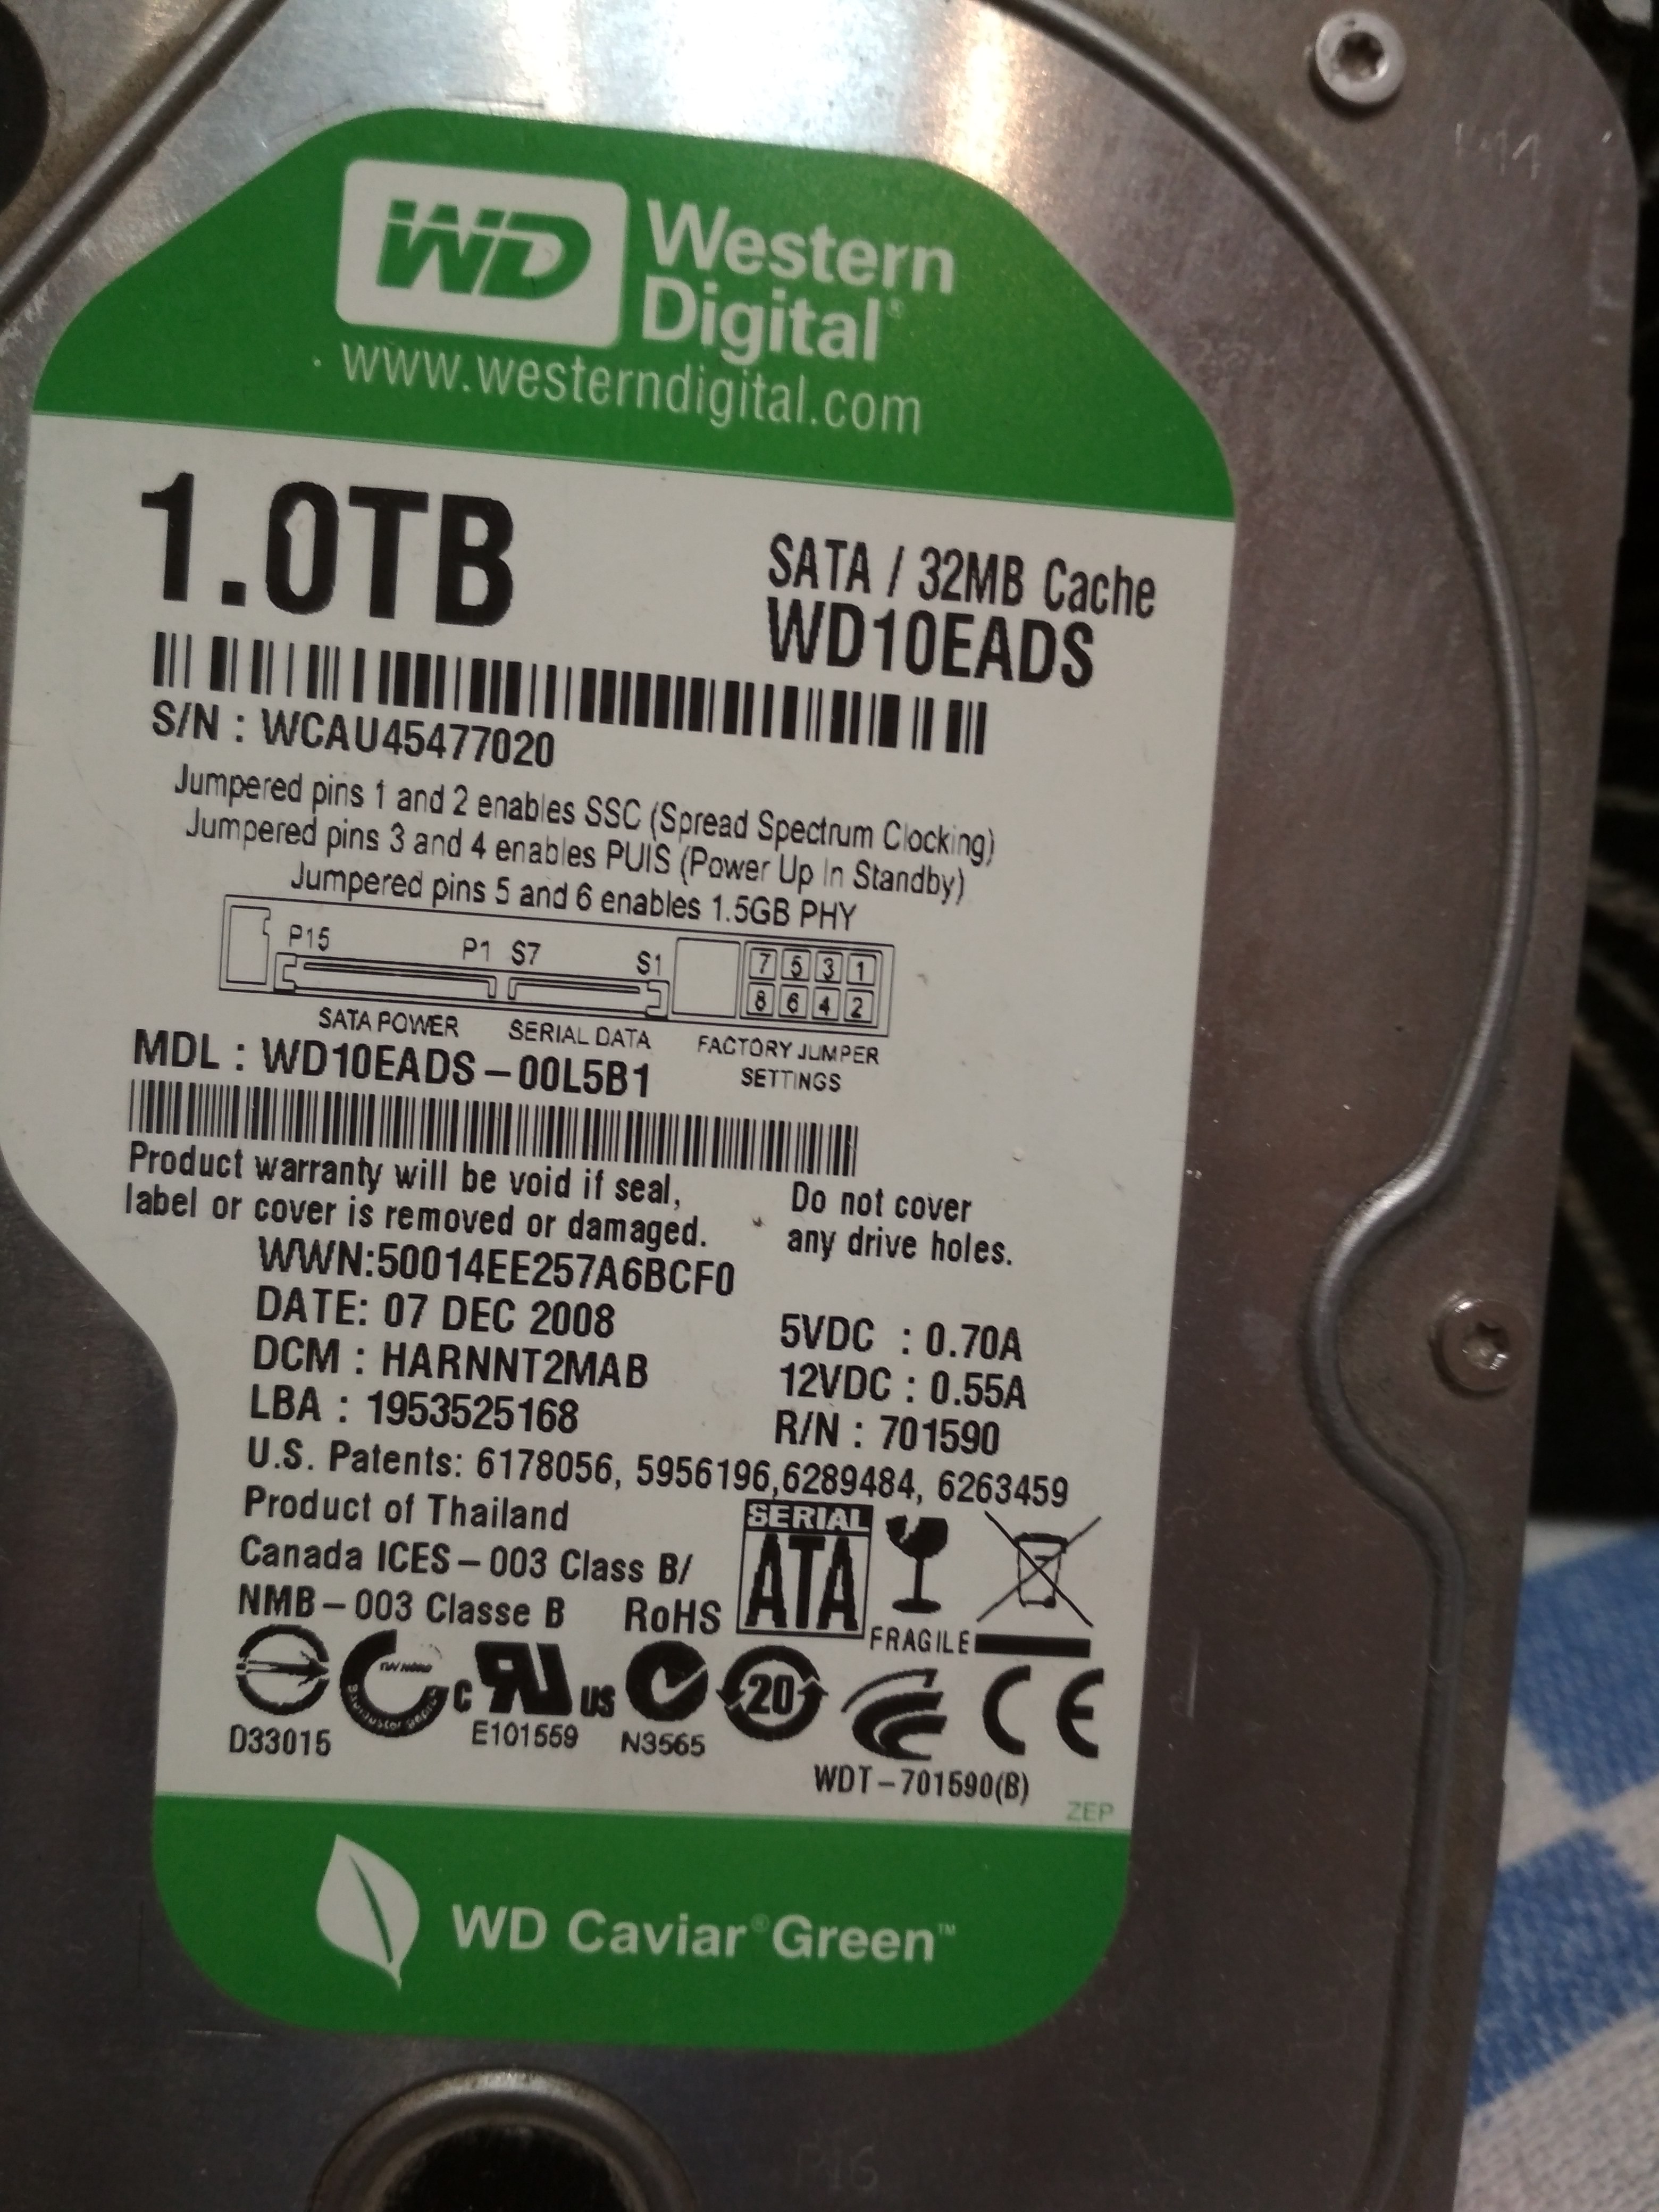 WD Western
Digital®
www.westerndigital.com
1.0TB
SATA / 32MB Cache
WD10EADS
S/N : WCAU45477020
Jumpered pins 1 and 2 enables SSC (Spread Spectrum Clocking)
Jumpered pins 3 and 4 enables PUIS (Power Up In Standby)
Jumpered pins 5 and 6 enables 1.5GB PHY
P15 P1 S7 S1 7 5 3 1
8 6 4 2
SATA POWER SERIAL DATA FACTORY JUMPER
SETTINGS
MDL : WD10EADS – 00L5B1
Product warranty will be void if seal,
label or cover is removed or damaged.
Do not cover
any drive holes.
WWN:50014EE257A6BCF0
DATE: 07 DEC 2008
DCM : HARNNT2MAB
LBA : 1953525168
5VDC : 0.70A
12VDC : 0.55A
R/N : 701590
U.S. Patents: 6178056, 5956196,6289484, 6263459
Product of Thailand
Canada ICES – 003 Class B/
NMB – 003 Classe B RoHS
SERIAL
ATA
FRAGILE
D33015
c RU US
E101559
N3565
20
CE
WDT – 701590(B)
ZEP
WD Caviar® Green™
P16